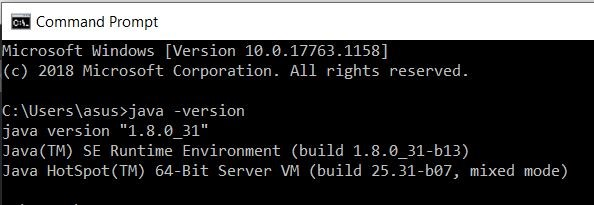 Command Prompt
Microsoft Windows [Version 10.0.17763.1158]
(c) 2018 Microsoft Corporation. All rights reserved.
C:\Users\asus>java -version
java version "1.8.0_31"
Java(TM) SE Runtime Environment (build 1.8.0_31-b13)
Java HotSpot(TM) 64-Bit Server VM (build 25.31-b07, mixed mode)